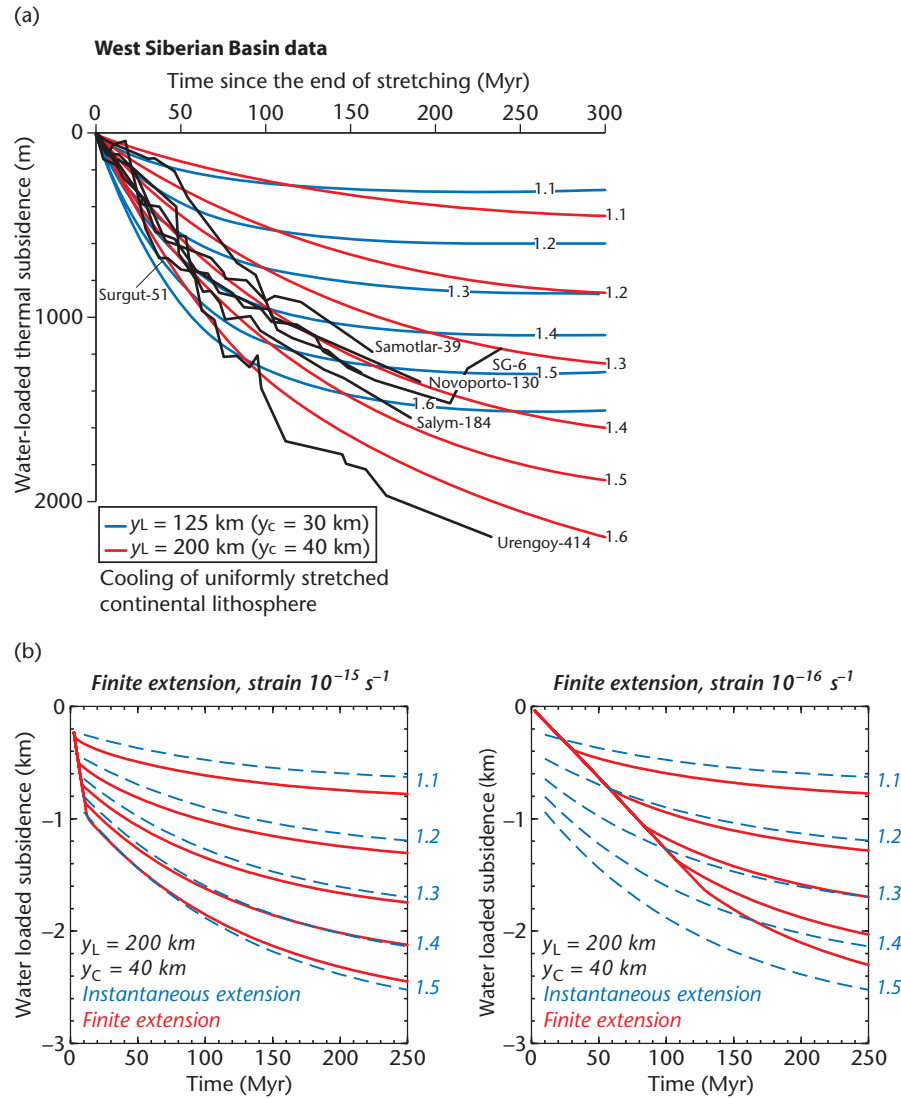 (a)
West Siberian Basin data
Time since the end of stretching (Myr)
0 50 100 150 200 250 300
Water-loaded thermal subsidence (m)
0
1000
2000
1.1
1.1
1.2
1.2
1.3
1.3
1.4
1.4
1.5
1.5
1.6
1.6
Surgut-51
Samotlar-39
SG-6
Novoporto-130
Salym-184
Urengoy-414
yL = 125 km (yc = 30 km)
yL = 200 km (yc = 40 km)
Cooling of uniformly stretched
continental lithosphere
(b)
Finite extension, strain 10⁻¹⁵ s⁻¹
Water loaded subsidence (km)
0
−1
−2
−3
1.1
1.2
1.3
1.4
1.5
yL = 200 km
yC = 40 km
Instantaneous extension
Finite extension
0 50 100 150 200 250
Time (Myr)
Finite extension, strain 10⁻¹⁶ s⁻¹
Water loaded subsidence (km)
0
−1
−2
−3
1.1
1.2
1.3
1.4
1.5
yL = 200 km
yC = 40 km
Instantaneous extension
Finite extension
0 50 100 150 200 250
Time (Myr)